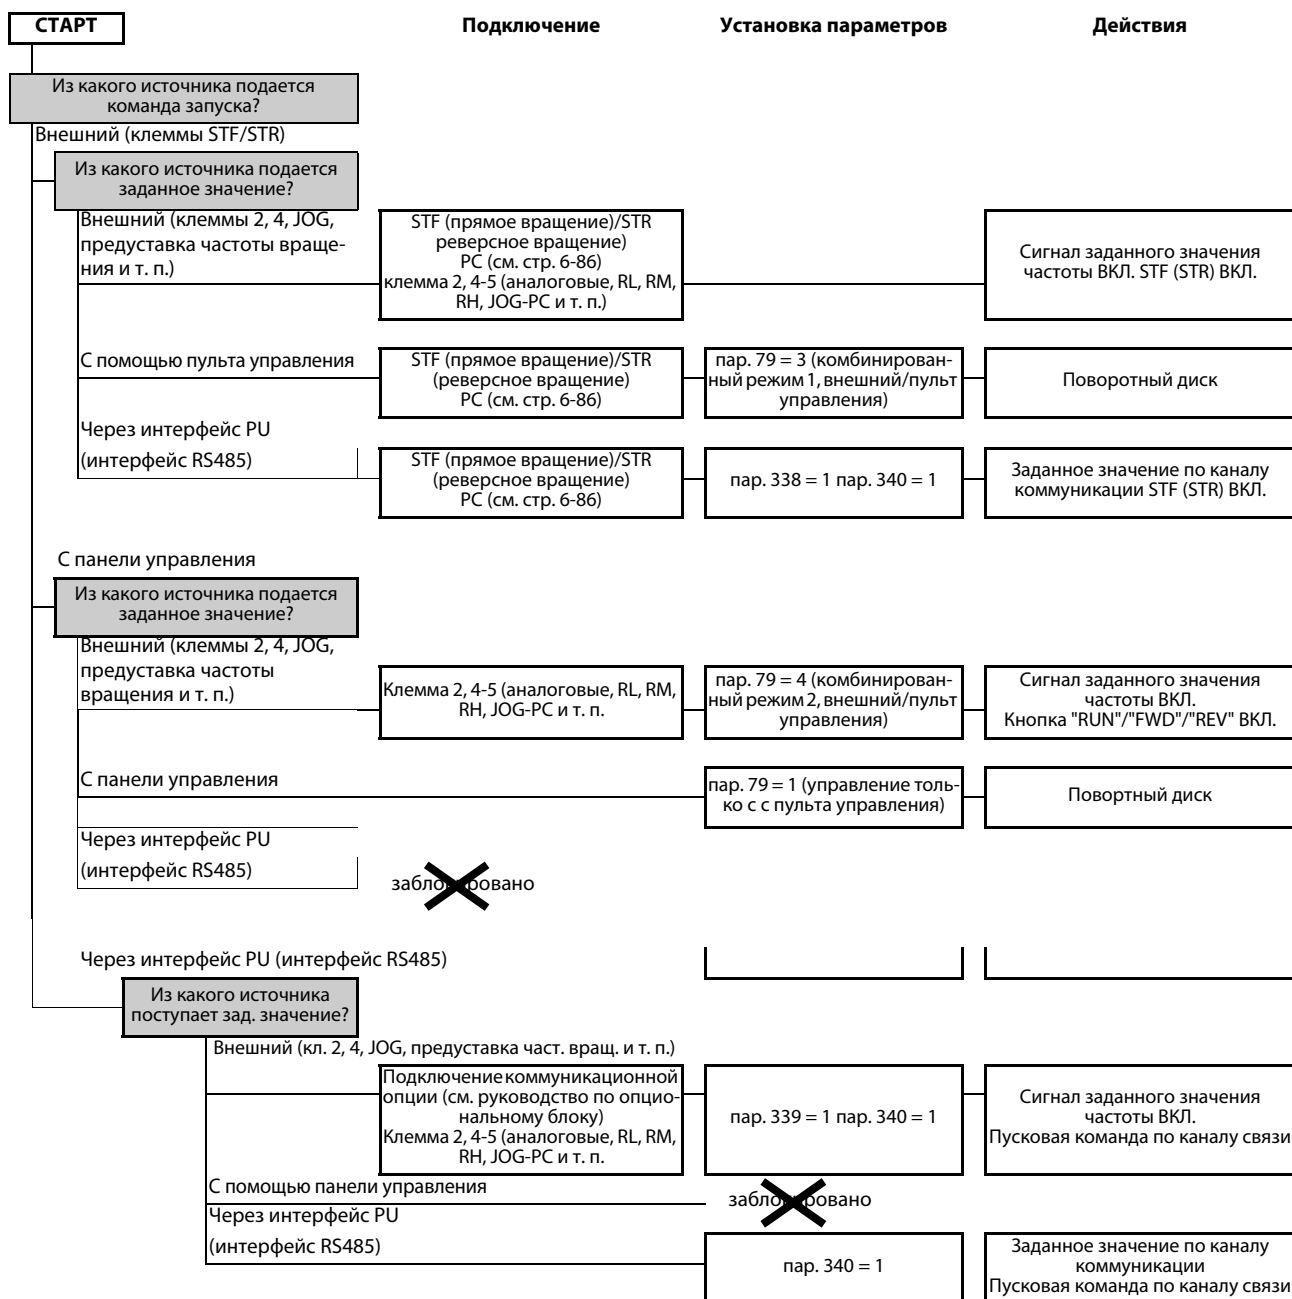 СТАРТ
Подключение
Установка параметров
Действия
Из какого источника подается
команда запуска?
Внешний (клеммы STF/STR)
Из какого источника подается
заданное значение?
Внешний (клеммы 2, 4, JOG,
предуставка частоты враще-
ния и т. п.)
STF (прямое вращение)/STR
реверсное вращение)
PC (см. стр. 6-86)
клемма 2, 4-5 (аналоговые, RL, RM,
RH, JOG-PC и т. п.)
Сигнал заданного значения
частоты ВКЛ. STF (STR) ВКЛ.
С помощью пульта управления
STF (прямое вращение)/STR
(реверсное вращение)
PC (см. стр. 6-86)
пар. 79 = 3 (комбинирован-
ный режим 1, внешний/пульт
управления)
Поворотный диск
Через интерфейс PU
(интерфейс RS485)
STF (прямое вращение)/STR
(реверсное вращение)
PC (см. стр. 6-86)
пар. 338 = 1 пар. 340 = 1
Заданное значение по каналу
коммуникации STF (STR) ВКЛ.
С панели управления
Из какого источника подается
заданное значение?
Внешний (клеммы 2, 4, JOG,
предуставка частоты
вращения и т. п.)
Клемма 2, 4-5 (аналоговые, RL, RM,
RH, JOG-PC и т. п.
пар. 79 = 4 (комбинирован-
ный режим 2, внешний/пульт
управления)
Сигнал заданного значения
частоты ВКЛ.
Кнопка "RUN"/"FWD"/"REV" ВКЛ.
С панели управления
пар. 79 = 1 (управление толь-
ко с с пульта управления)
Повортный диск
Через интерфейс PU
(интерфейс RS485)
заблокировано
Через интерфейс PU (интерфейс RS485)
Из какого источника
поступает зад. значение?
Внешний (кл. 2, 4, JOG, предуставка част. вращ. и т. п.)
Подключение коммуникационной
опции (см. руководство по опцио-
нальному блоку)
Клемма 2, 4-5 (аналоговые, RL, RM,
RH, JOG-PC и т. п.
пар. 339 = 1 пар. 340 = 1
Сигнал заданного значения
частоты ВКЛ.
Пусковая команда по каналу связи
С помощью панели управления
заблокировано
Через интерфейс PU
(интерфейс RS485)
пар. 340 = 1
Заданное значение по каналу
коммуникации
Пусковая команда по каналу связи